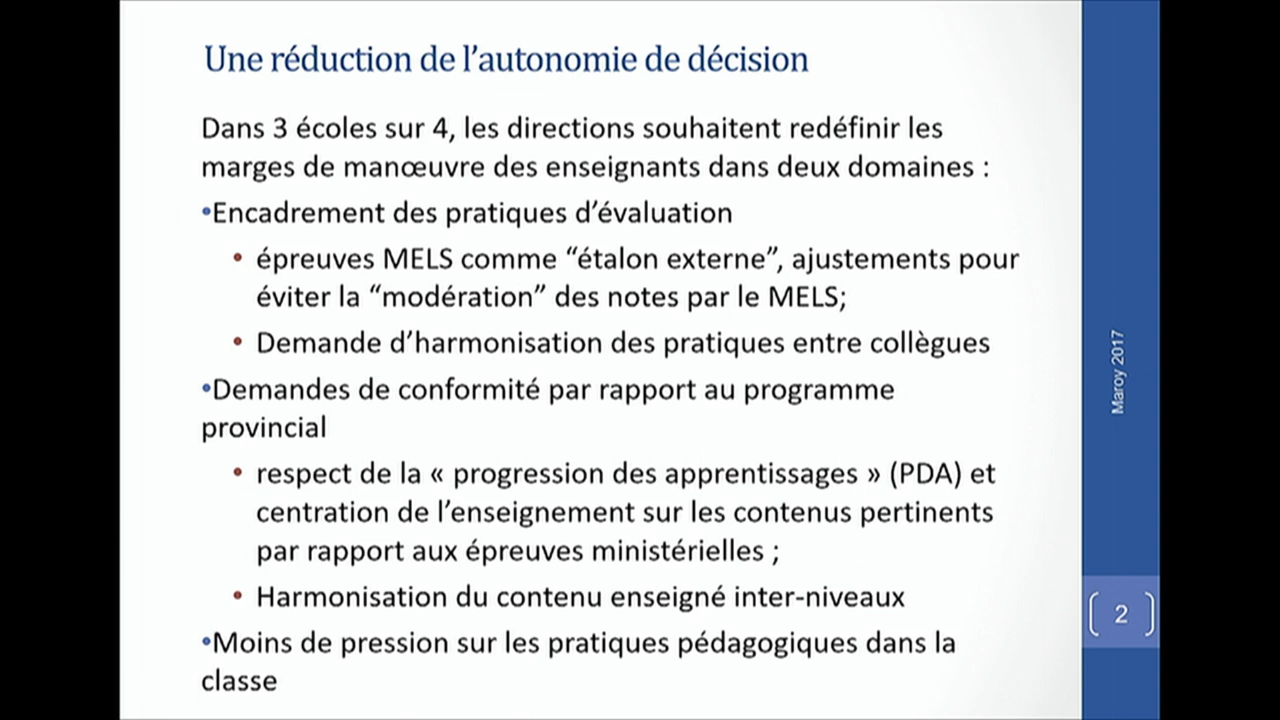 Une réduction de l’autonomie de décision
Dans 3 écoles sur 4, les directions souhaitent redéfinir les
marges de manœuvre des enseignants dans deux domaines :
•Encadrement des pratiques d’évaluation
• épreuves MELS comme “étalon externe”, ajustements pour
éviter la “modération” des notes par le MELS;
• Demande d’harmonisation des pratiques entre collègues
•Demandes de conformité par rapport au programme
provincial
• respect de la « progression des apprentissages » (PDA) et
centration de l’enseignement sur les contenus pertinents
par rapport aux épreuves ministérielles ;
• Harmonisation du contenu enseigné inter-niveaux
•Moins de pression sur les pratiques pédagogiques dans la
classe
Maroy 2017
2